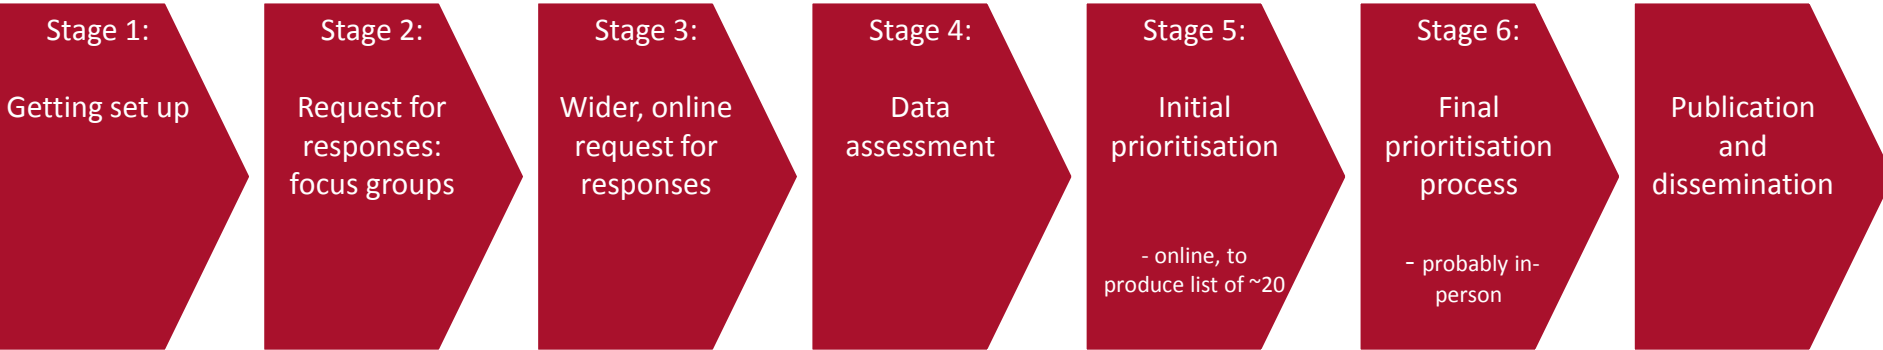 Stage 1:
Getting set up
Stage 2:
Request for
responses:
focus groups
Stage 3:
Wider, online
request for
responses
Stage 4:
Data
assessment
Stage 5:
Initial
prioritisation
- online, to
produce list of ~20
Stage 6:
Final
prioritisation
process
- probably in-
person
Publication
and
dissemination